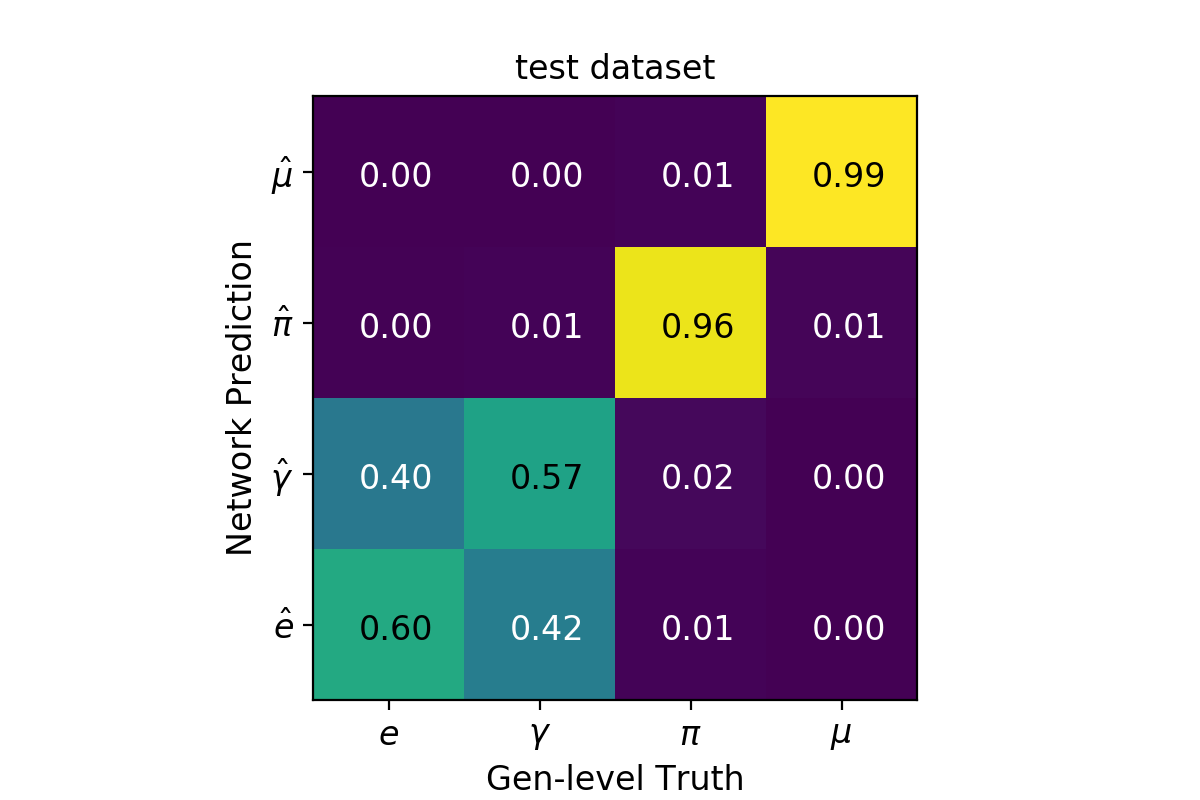 test dataset
Network Prediction
μ̂ 0.00 0.00 0.01 0.99
π̂ 0.00 0.01 0.96 0.01
γ̂ 0.40 0.57 0.02 0.00
ê 0.60 0.42 0.01 0.00
e γ π μ
Gen-level Truth